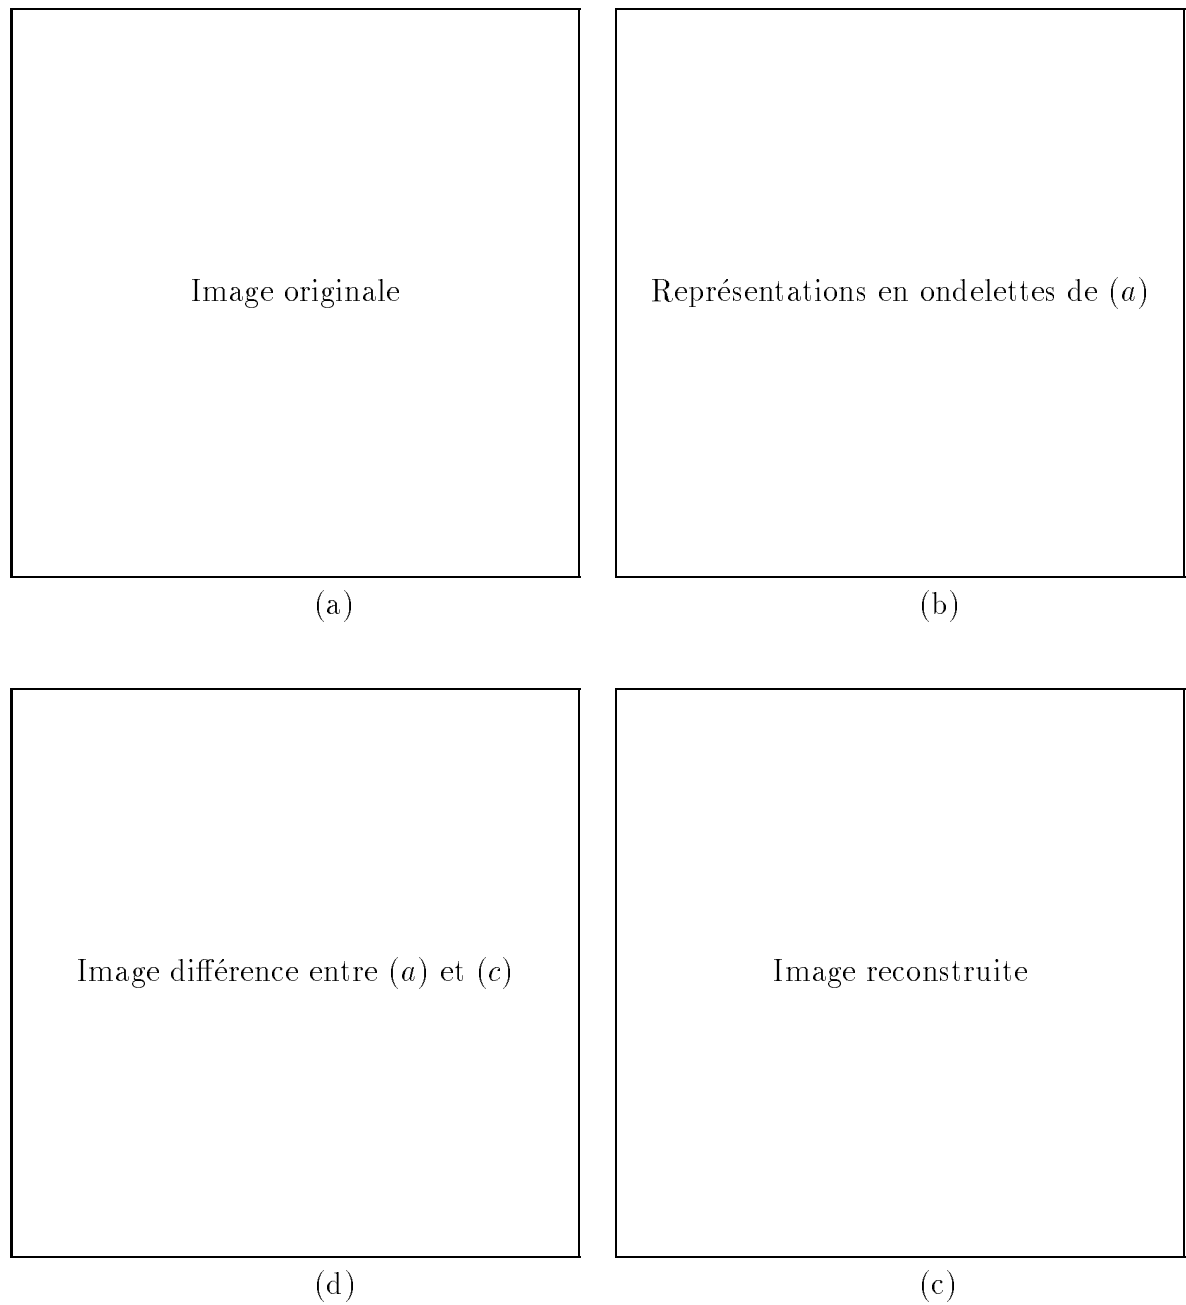 Image originale
Représentations en ondelettes de (a)
(a)
(b)
Image différence entre (a) et (c)
Image reconstruite
(d)
(c)